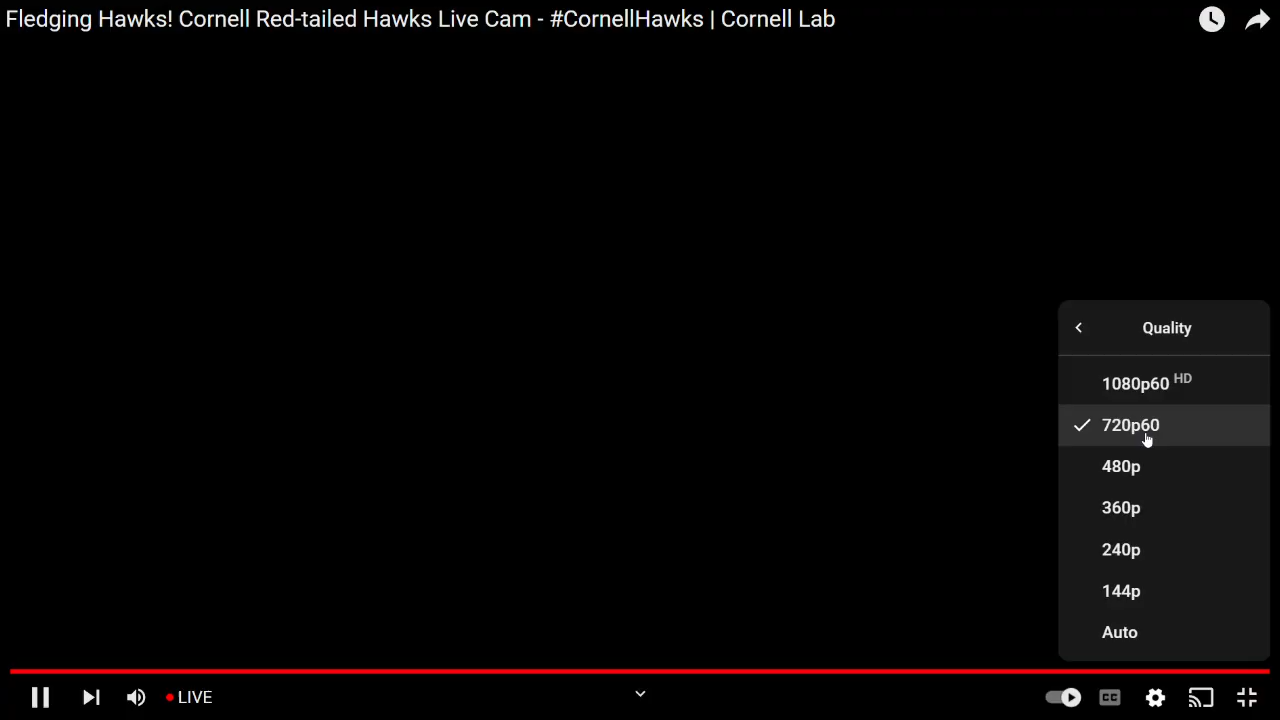 Fledging Hawks! Cornell Red-tailed Hawks Live Cam - #CornellHawks | Cornell Lab
Quality
1080p60 HD
720p60
480p
360p
240p
144p
Auto
LIVE
CC